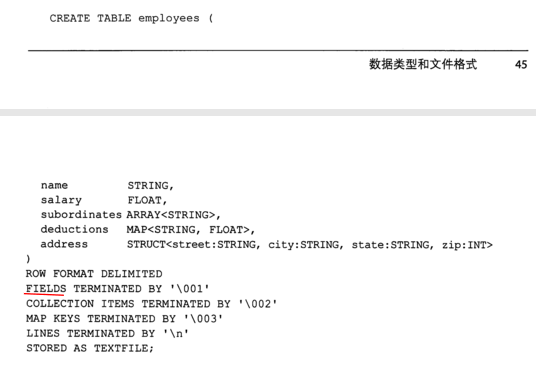 CREATE TABLE employees (
数据类型和文件格式 45
name STRING,
salary FLOAT,
subordinates ARRAY<STRING>,
deductions MAP<STRING, FLOAT>,
address STRUCT<street:STRING, city:STRING, state:STRING, zip:INT>
)
ROW FORMAT DELIMITED
FIELDS TERMINATED BY '\001'
COLLECTION ITEMS TERMINATED BY '\002'
MAP KEYS TERMINATED BY '\003'
LINES TERMINATED BY '\n'
STORED AS TEXTFILE;